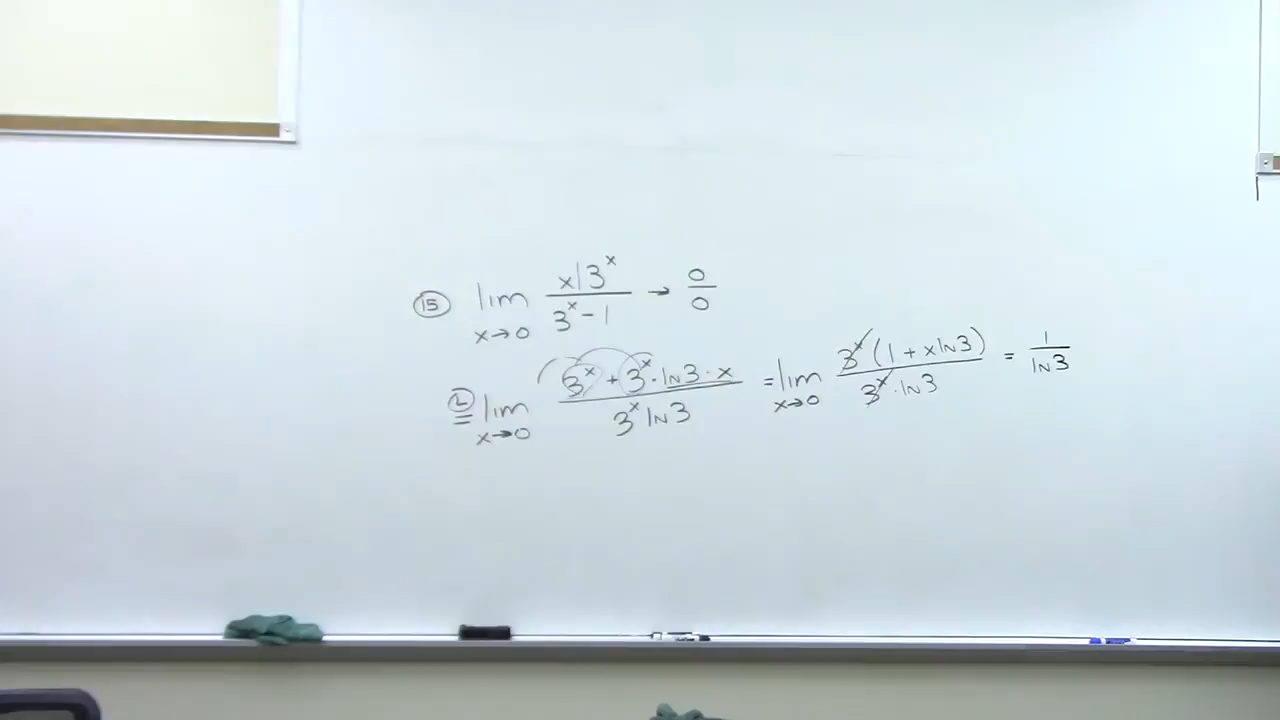 ⑮ lim x→0 x|3^x / 3^x - 1 → 0/0
Ⓛ = lim x→0 3^x + 3^x · ln3 · x / 3^x ln3 = lim x→0 3^x (1 + x ln3) / 3^x · ln3 = 1 / ln3